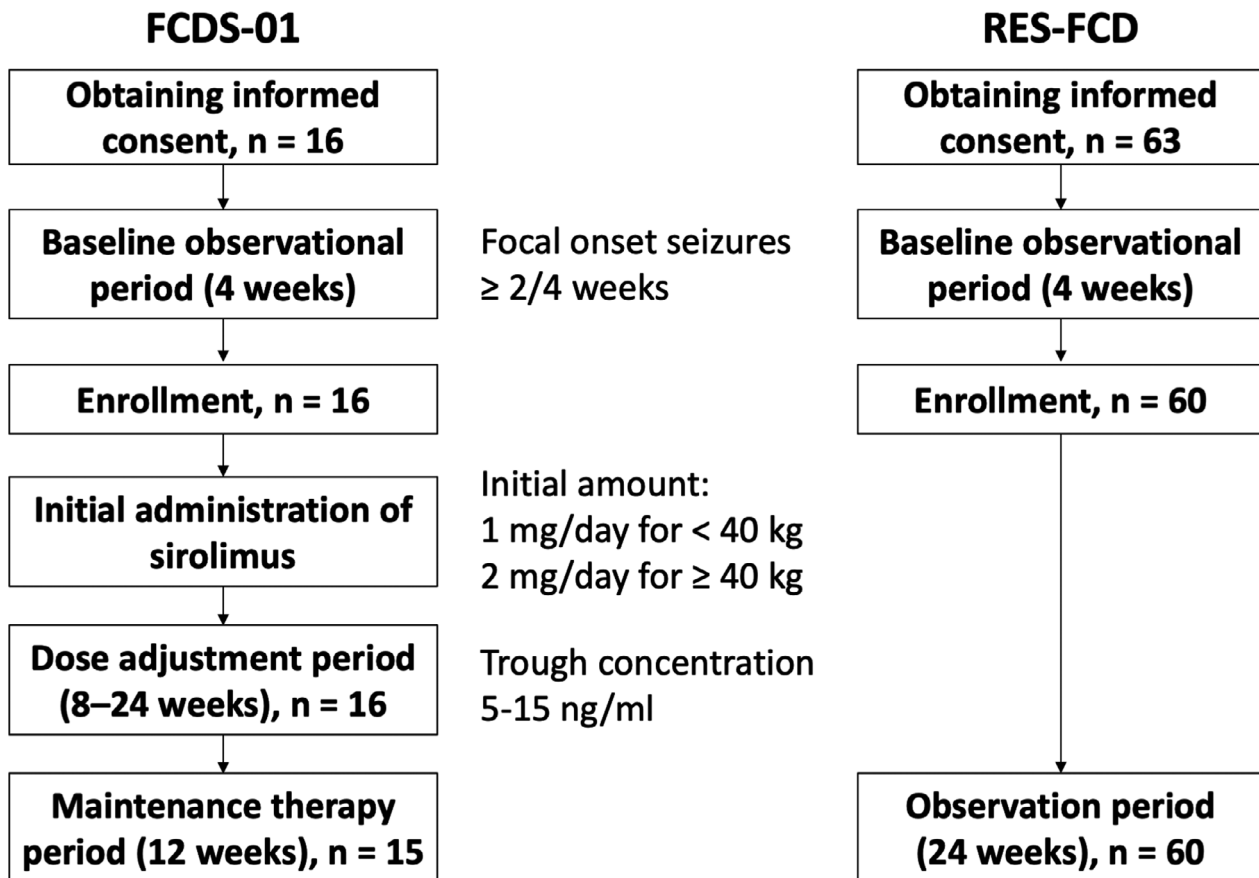 FCDS-01
Obtaining informed
consent, n = 16
Baseline observational
period (4 weeks)
Focal onset seizures
≥ 2/4 weeks
Enrollment, n = 16
Initial administration of
sirolimus
Initial amount:
1 mg/day for < 40 kg
2 mg/day for ≥ 40 kg
Dose adjustment period
(8–24 weeks), n = 16
Trough concentration
5-15 ng/ml
Maintenance therapy
period (12 weeks), n = 15
RES-FCD
Obtaining informed
consent, n = 63
Baseline observational
period (4 weeks)
Enrollment, n = 60
Observation period
(24 weeks), n = 60